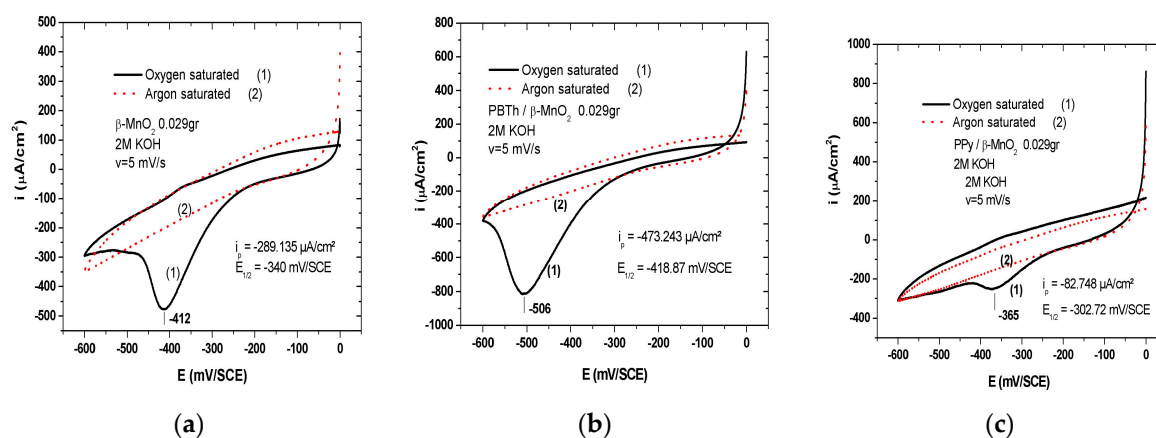 500
400
300
200
100
0
-100
-200
-300
-400
-500
i (µA/cm²)
Oxygen saturated (1)
Argon saturated (2)
β-MnO₂ 0.029gr
2M KOH
v=5 mV/s
(2)
(1)
iₚ = -289.135 µA/cm²
E₁/₂ = -340 mV/SCE
-412
-600 -500 -400 -300 -200 -100 0
E (mV/SCE)
(a)
800
600
400
200
0
-200
-400
-600
-800
-1000
i (µA/cm²)
Oxygen saturated (1)
Argon saturated (2)
PBTh / β-MnO₂ 0.029gr
2M KOH
v=5 mV/s
(2)
(1)
iₚ = -473.243 µA/cm²
E₁/₂ = -418.87 mV/SCE
-506
-600 -500 -400 -300 -200 -100 0
E (mV/SCE)
(b)
1000
800
600
400
200
0
-200
-400
i (µA/cm²)
Oxygen saturated (1)
Argon saturated (2)
PPy / β-MnO₂ 0.029gr
2M KOH
2M KOH
v=5 mV/s
(2)
(1)
iₚ = -82.748 µA/cm²
E₁/₂ = -302.72 mV/SCE
-365
-600 -500 -400 -300 -200 -100 0
E (mV/SCE)
(c)